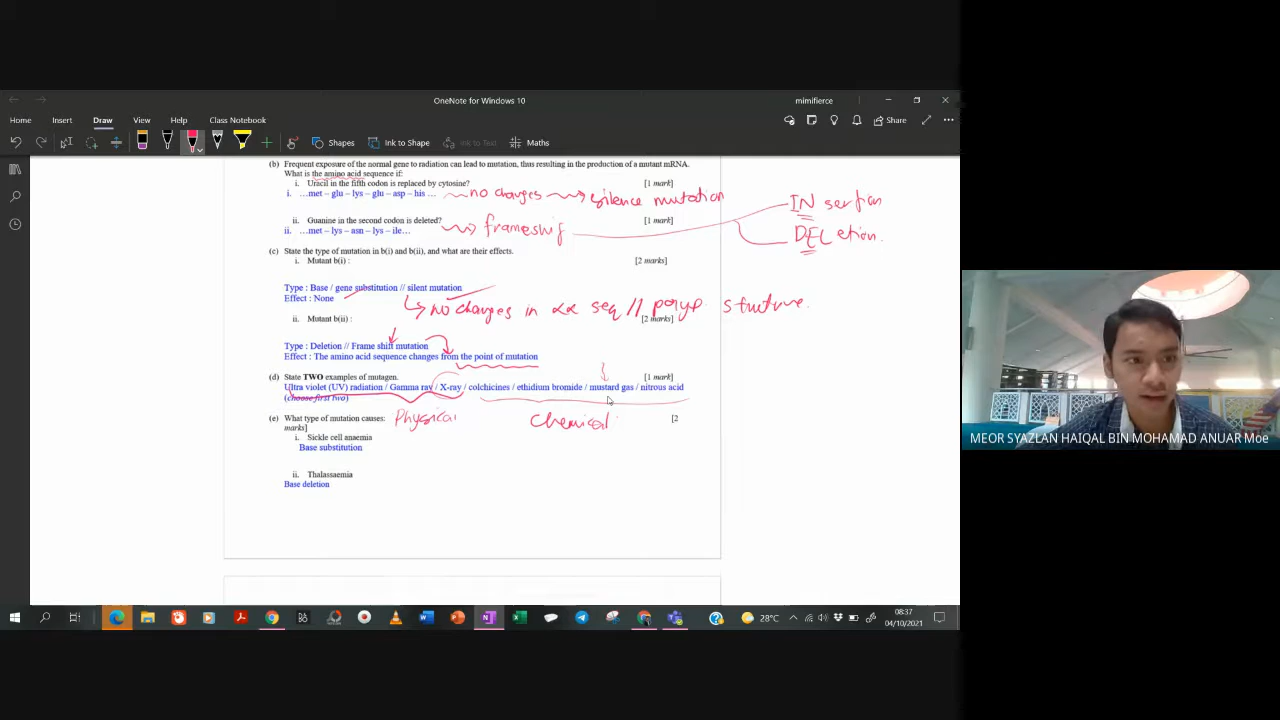 OneNote for Windows 10
mimifierce
Home Insert Draw View Help Class Notebook
Share
Shapes Ink to Shape Ink to Text Maths
(b) Frequent exposure of the normal gene to radiation can lead to mutation, thus resulting in the production of a mutant mRNA.
What is the amino acid sequence if:
i. Uracil in the fifth codon is replaced by cytosine? [1 mark]
i. …met – glu – lys – glu – asp – his … no changes silence mutation
INsertion
ii. Guanine in the second codon is deleted? [1 mark]
ii. …met – lys – asn – lys – ile… frameshif
DELetion.
(c) State the type of mutation in b(i) and b(ii), and what are their effects.
i. Mutant b(i) : [2 marks]
Type : Base / gene substitution // silent mutation
Effect : None
no changes in αα seq // polyp. structure.
ii. Mutant b(ii) : [2 marks]
Type : Deletion // Frame shift mutation
Effect : The amino acid sequence changes from the point of mutation
(d) State TWO examples of mutagen. [1 mark]
Ultra violet (UV) radiation / Gamma ray / X-ray / colchicines / ethidium bromide / mustard gas / nitrous acid
(choose first two)
(e) What type of mutation causes: Physical Chemical [2
marks]
i. Sickle cell anaemia
Base substitution
ii. Thalassaemia
Base deletion
MEOR SYAZLAN HAIQAL BIN MOHAMAD ANUAR Moe
28°C
08:37
04/10/2021